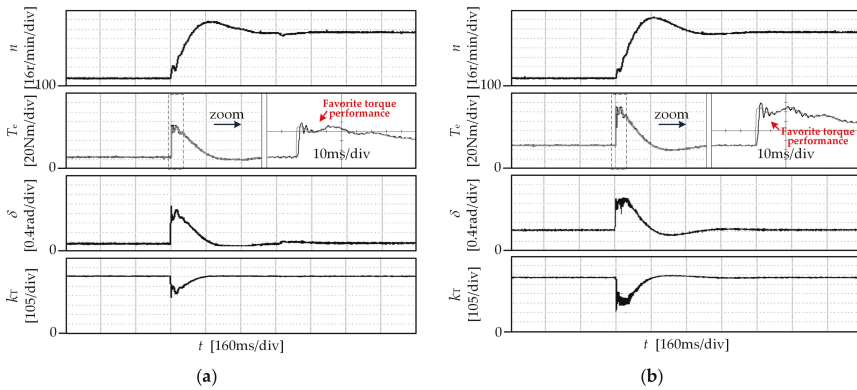 n
[16r/min/div]
100
Te
[20Nm/div]
0
zoom
Favorite torque
performance
10ms/div
δ
[0.4rad/div]
0
kT
[105/div]
t [160ms/div]
(a)
n
[16r/min/div]
100
Te
[20Nm/div]
0
zoom
Favorite torque
performance
10ms/div
δ
[0.4rad/div]
0
kT
[105/div]
t [160ms/div]
(b)